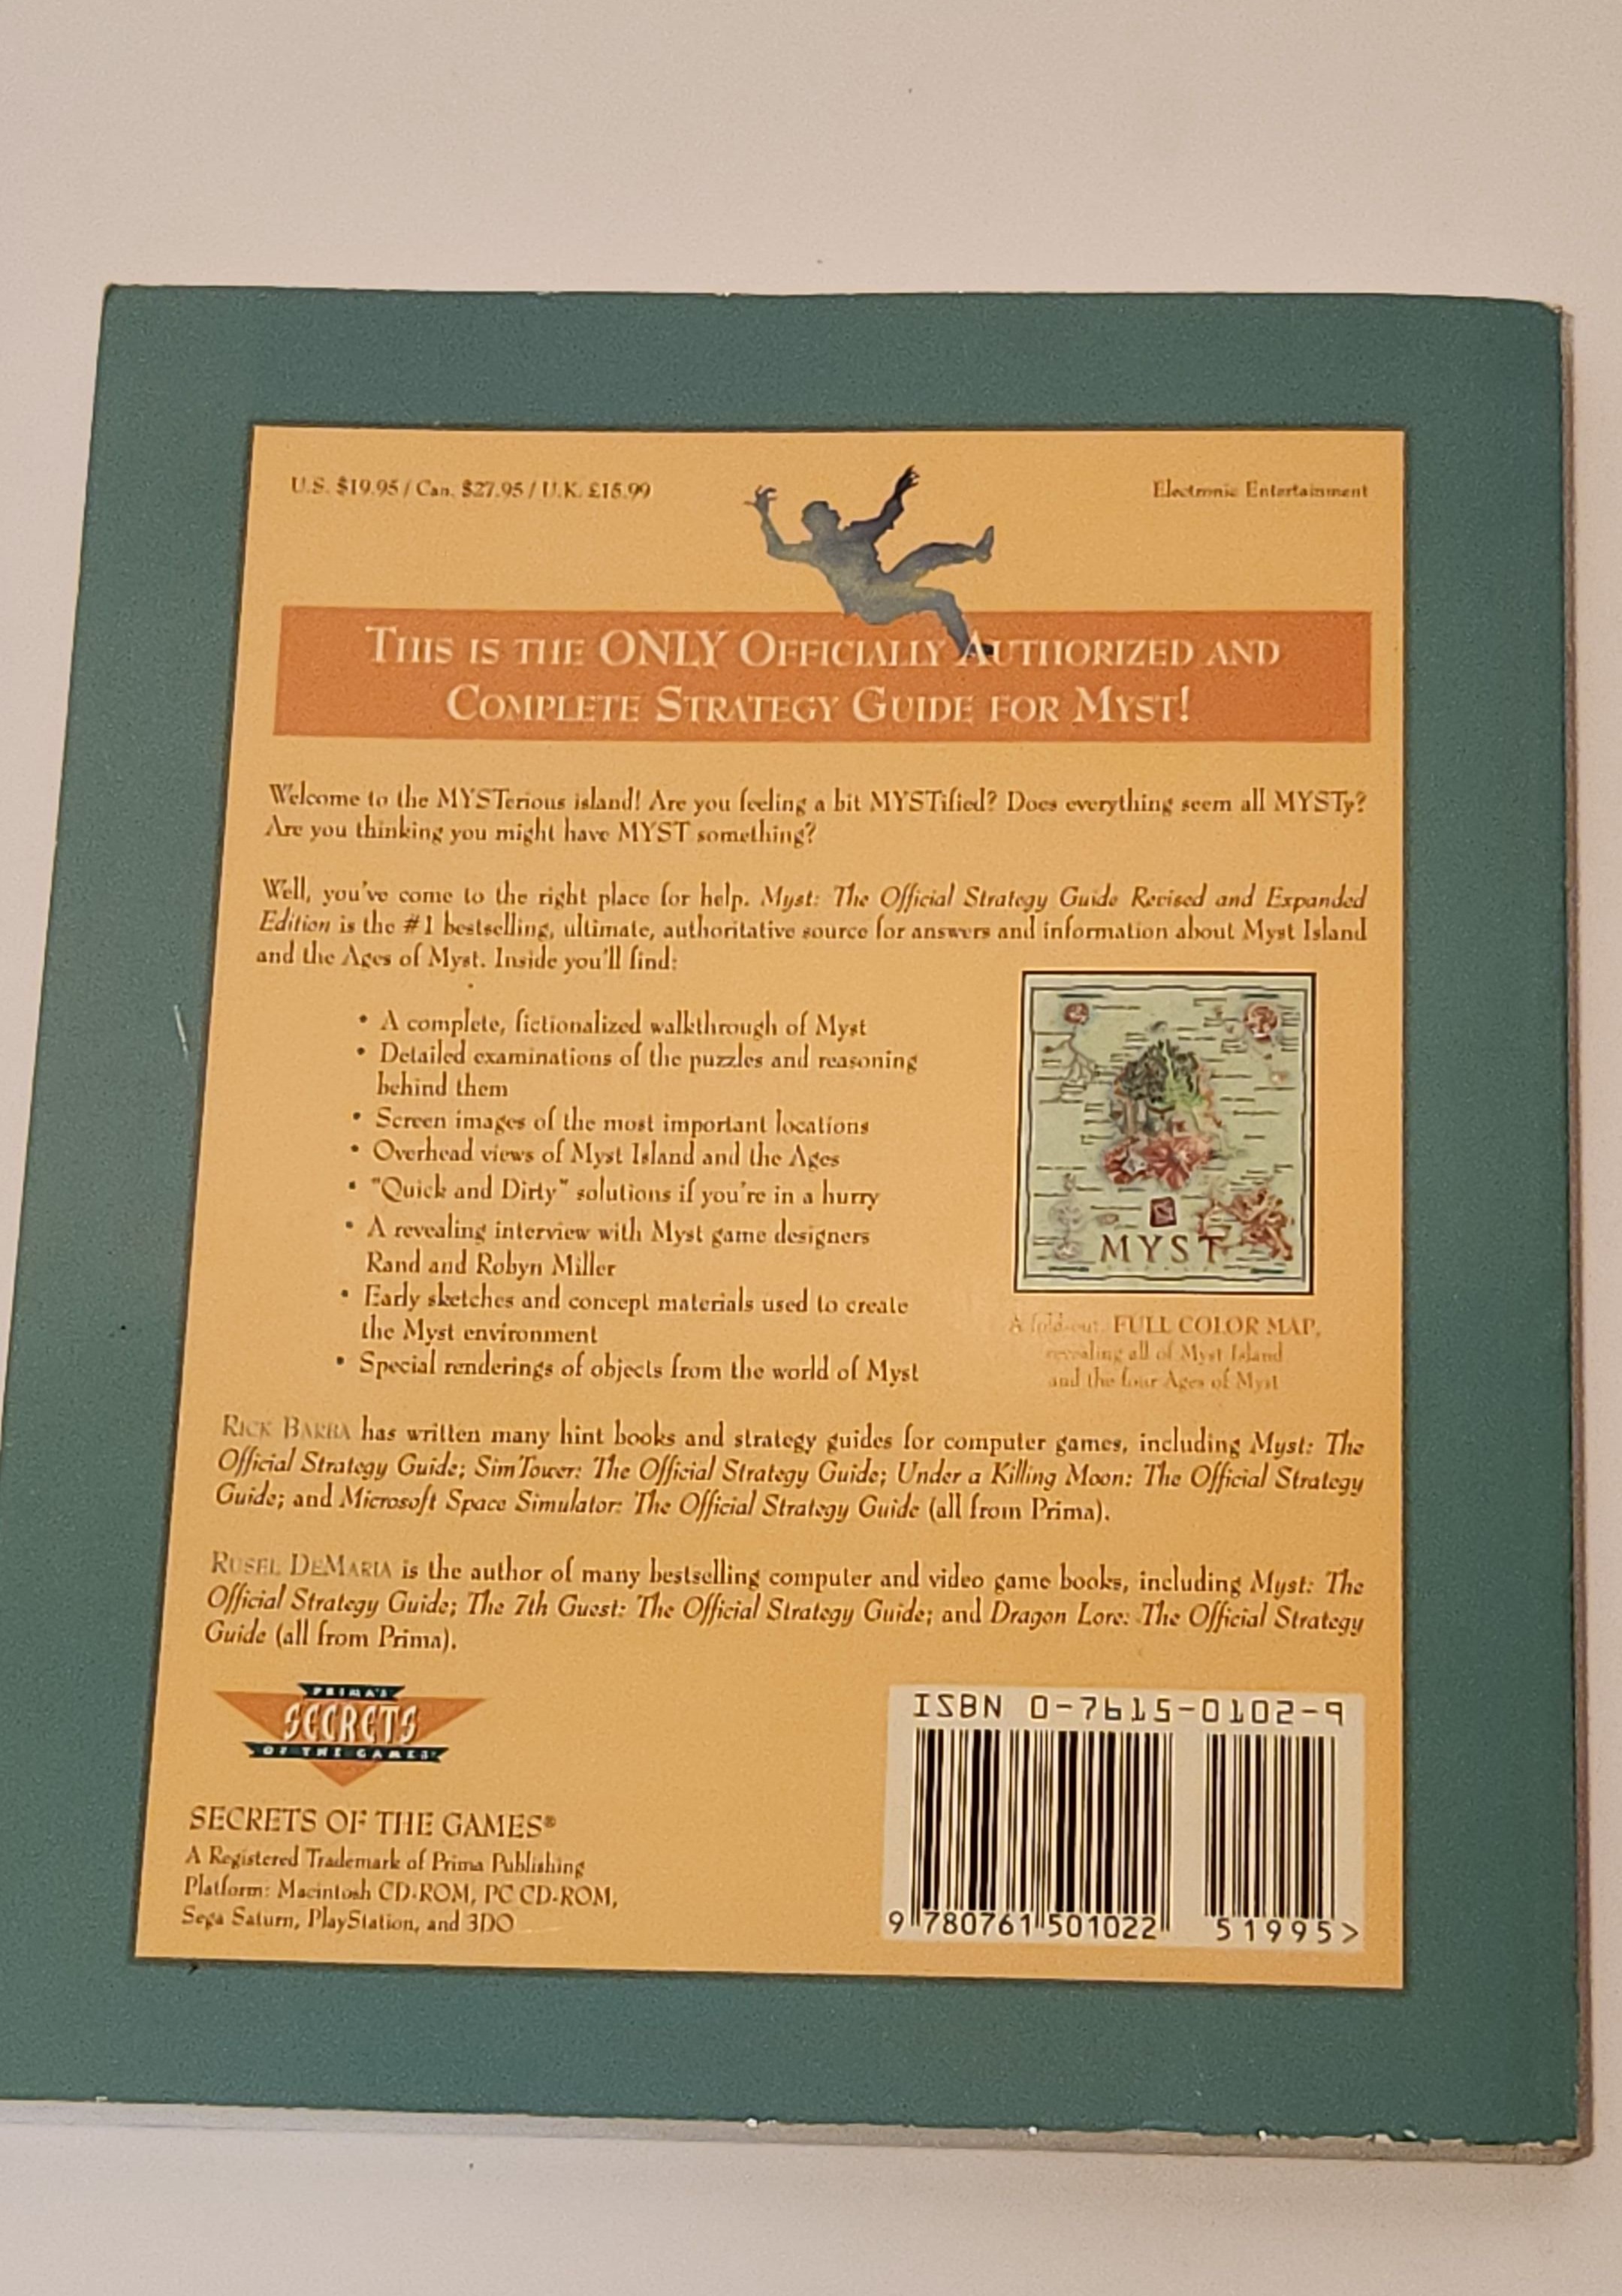 U.S. $19.95 / Can. $27.95 / U.K. £15.99
Electronic Entertainment
THIS IS THE ONLY OFFICIALLY AUTHORIZED AND
COMPLETE STRATEGY GUIDE FOR MYST!
Welcome to the MYSTerious island! Are you feeling a bit MYSTified? Does everything seem all MYSTy?
Are you thinking you might have MYST something?
Well, you've come to the right place for help. Myst: The Official Strategy Guide Revised and Expanded
Edition is the #1 bestselling, ultimate, authoritative source for answers and information about Myst Island
and the Ages of Myst. Inside you'll find:
• A complete, fictionalized walkthrough of Myst
• Detailed examinations of the puzzles and reasoning
behind them
• Screen images of the most important locations
• Overhead views of Myst Island and the Ages
• "Quick and Dirty" solutions if you're in a hurry
• A revealing interview with Myst game designers
Rand and Robyn Miller
• Early sketches and concept materials used to create
the Myst environment
• Special renderings of objects from the world of Myst
MYST
A fold-out FULL COLOR MAP,
revealing all of Myst Island
and the four Ages of Myst
RICK BARBA has written many hint books and strategy guides for computer games, including Myst: The
Official Strategy Guide; SimTower: The Official Strategy Guide; Under a Killing Moon: The Official Strategy
Guide; and Microsoft Space Simulator: The Official Strategy Guide (all from Prima).
RUSEL DEMARIA is the author of many bestselling computer and video game books, including Myst: The
Official Strategy Guide; The 7th Guest: The Official Strategy Guide; and Dragon Lore: The Official Strategy
Guide (all from Prima).
PRIMA'S
SECRETS
OF THE GAMES®
SECRETS OF THE GAMES®
A Registered Trademark of Prima Publishing
Platform: Macintosh CD-ROM, PC CD-ROM,
Sega Saturn, PlayStation, and 3DO
ISBN 0-7615-0102-9
9 780761 501022 51995>